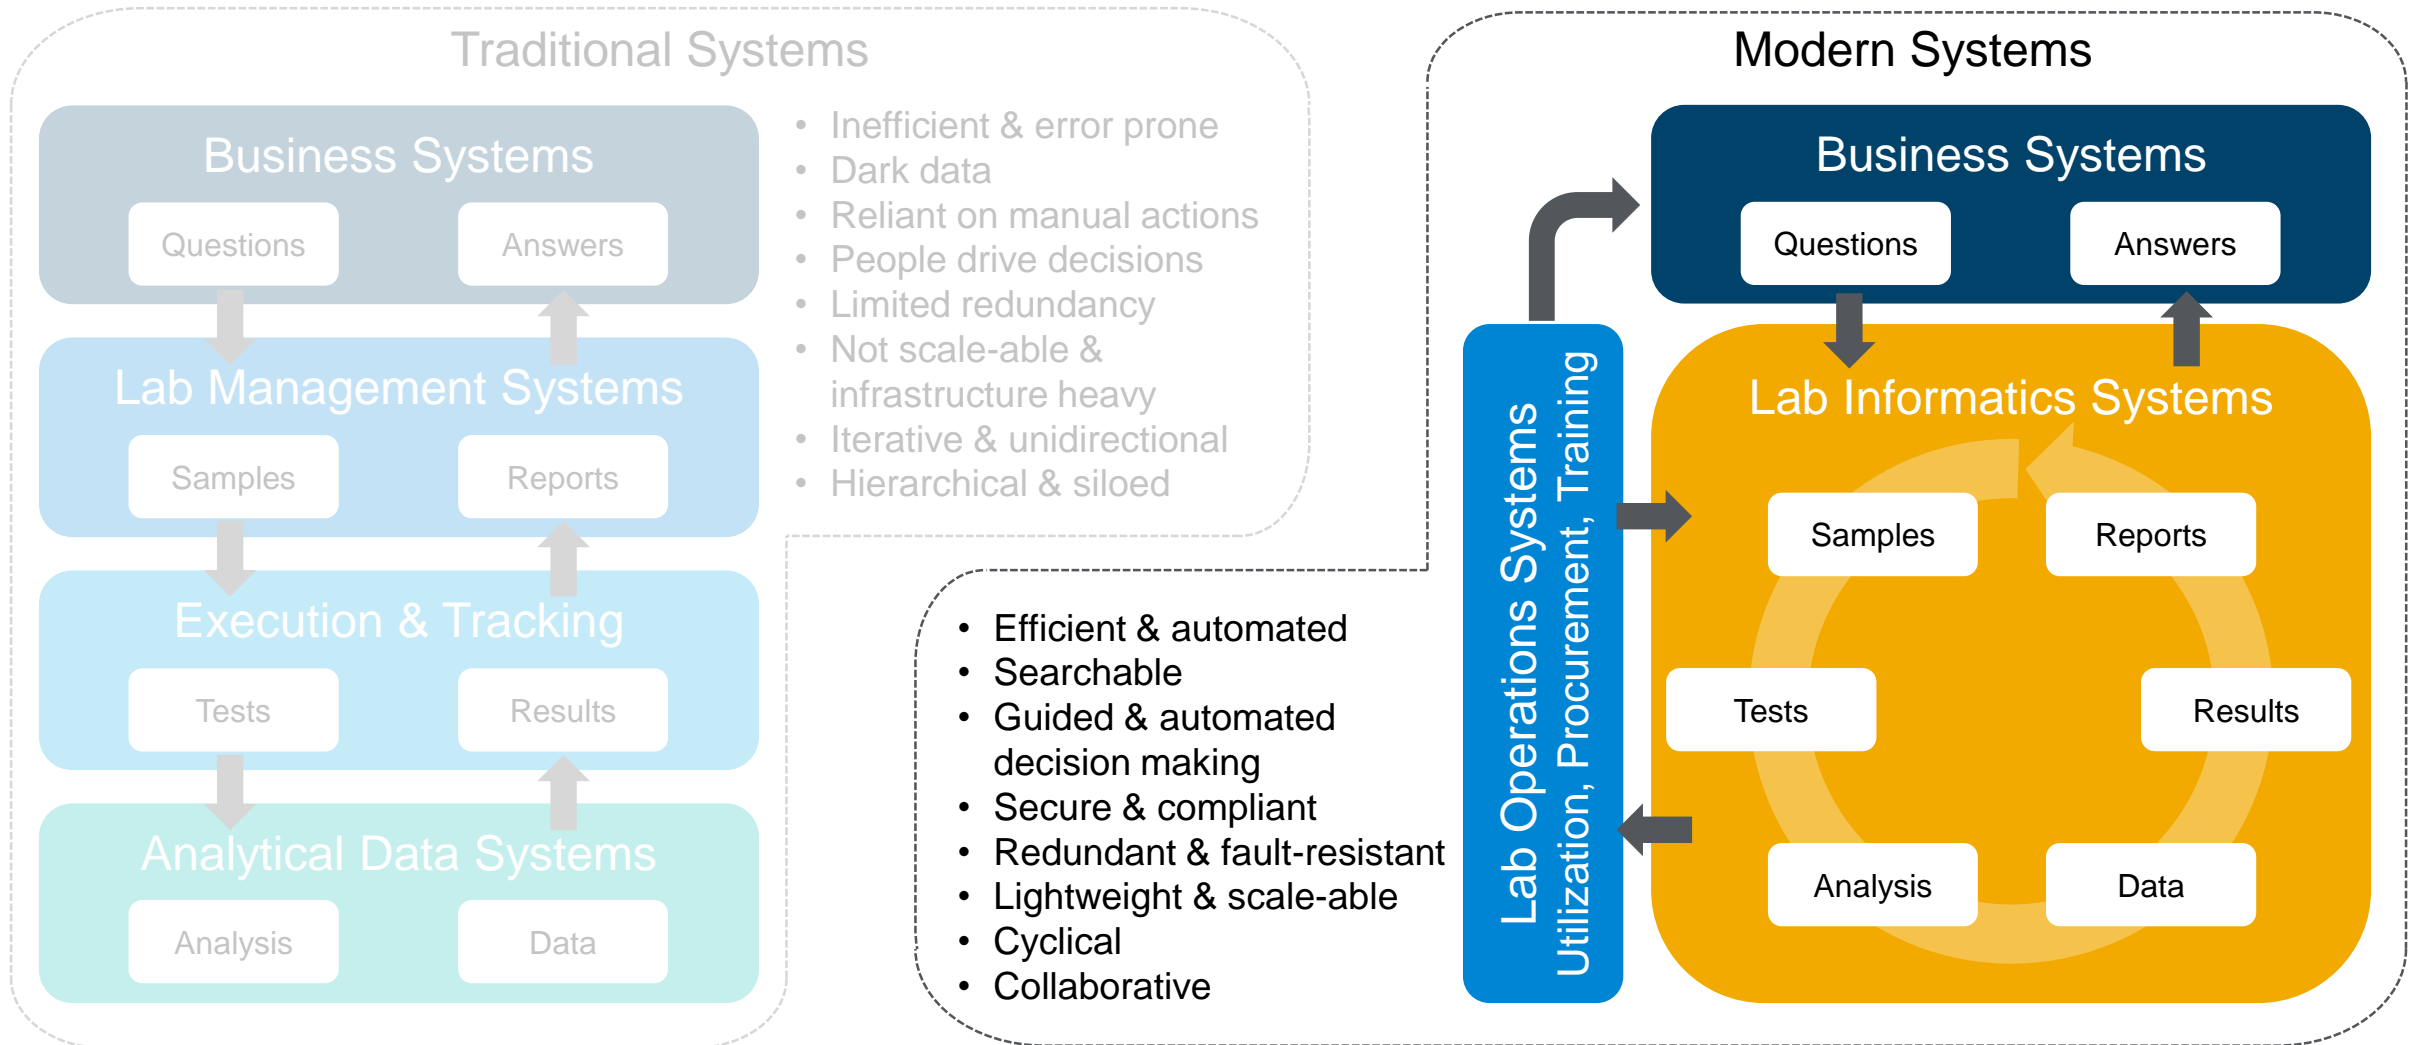 Traditional Systems
Business Systems
Questions
Answers
Lab Management Systems
Samples
Reports
Execution & Tracking
Tests
Results
Analytical Data Systems
Analysis
Data
• Inefficient & error prone
• Dark data
• Reliant on manual actions
• People drive decisions
• Limited redundancy
• Not scale-able &
infrastructure heavy
• Iterative & unidirectional
• Hierarchical & siloed
Modern Systems
• Efficient & automated
• Searchable
• Guided & automated
decision making
• Secure & compliant
• Redundant & fault-resistant
• Lightweight & scale-able
• Cyclical
• Collaborative
Lab Operations Systems
Utilization, Procurement, Training
Business Systems
Questions
Answers
Lab Informatics Systems
Samples
Reports
Tests
Results
Analysis
Data